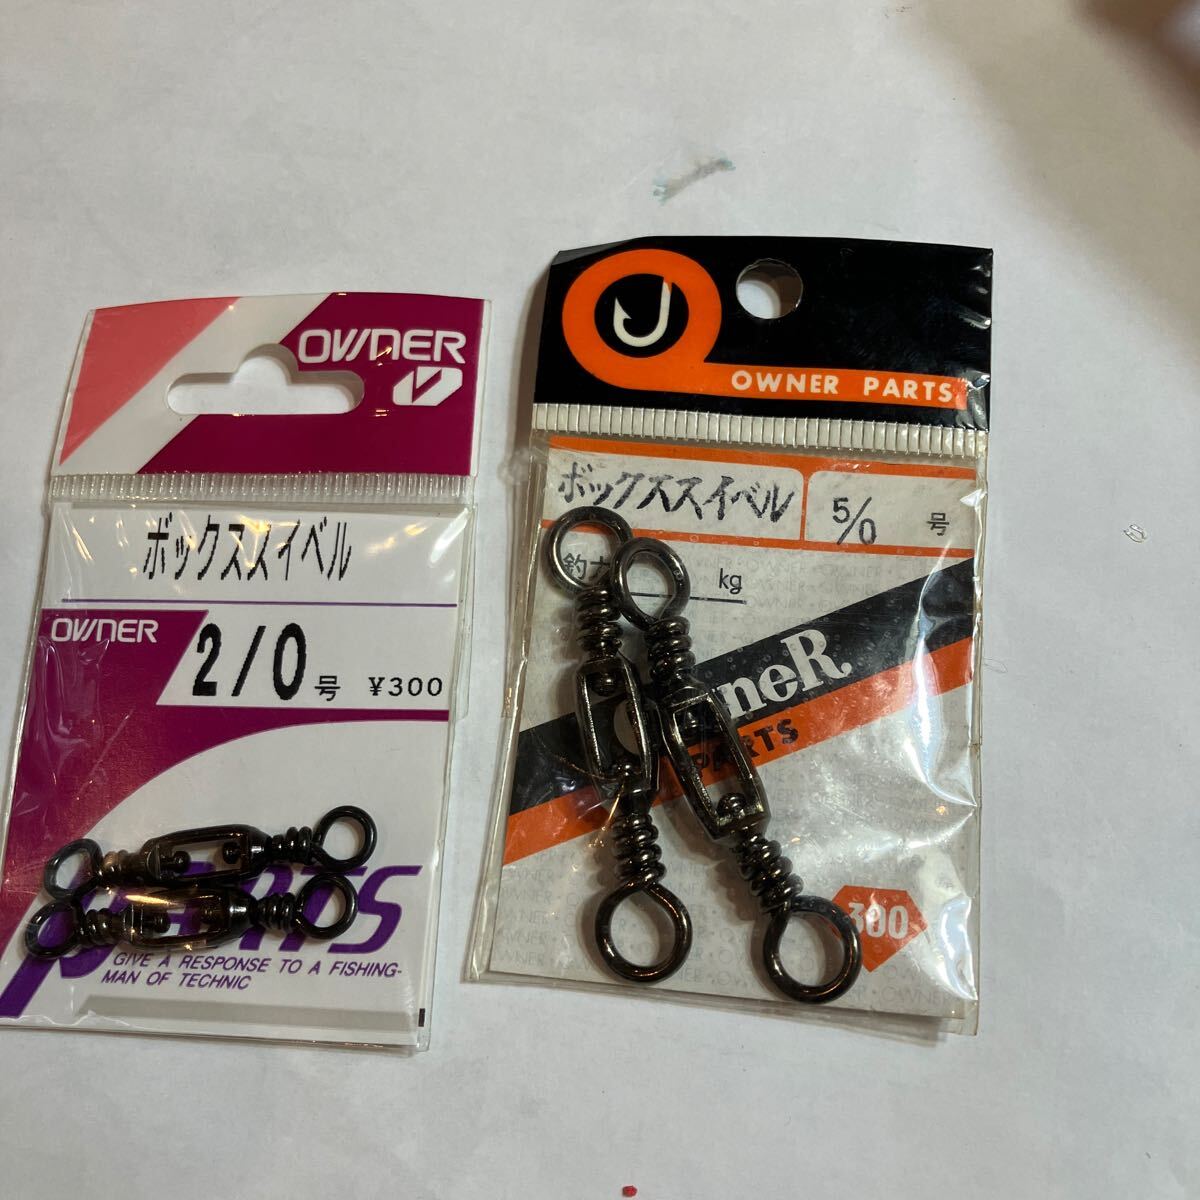 OWNER
ボックススイベル
OWNER
2/0号 ¥300
PARTS
GIVE A RESPONSE TO A FISHING-
MAN OF TECHNIC
OWNER PARTS
ボックススイベル
5/0 号
釣 kg
neR
PARTS
300